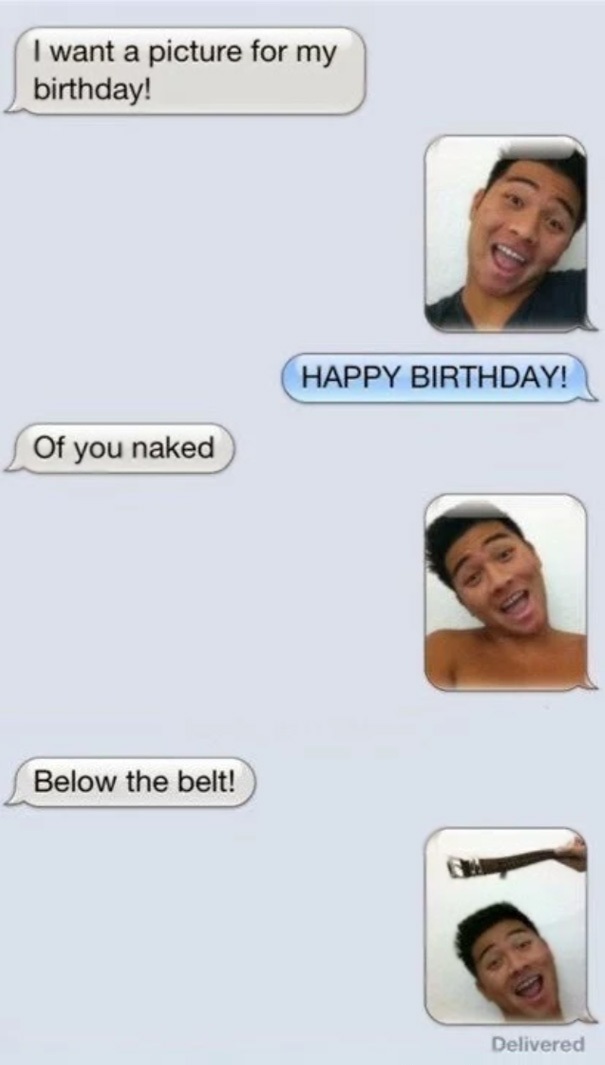 I want a picture for my
birthday!
HAPPY BIRTHDAY!
Of you naked
Below the belt!
Delivered